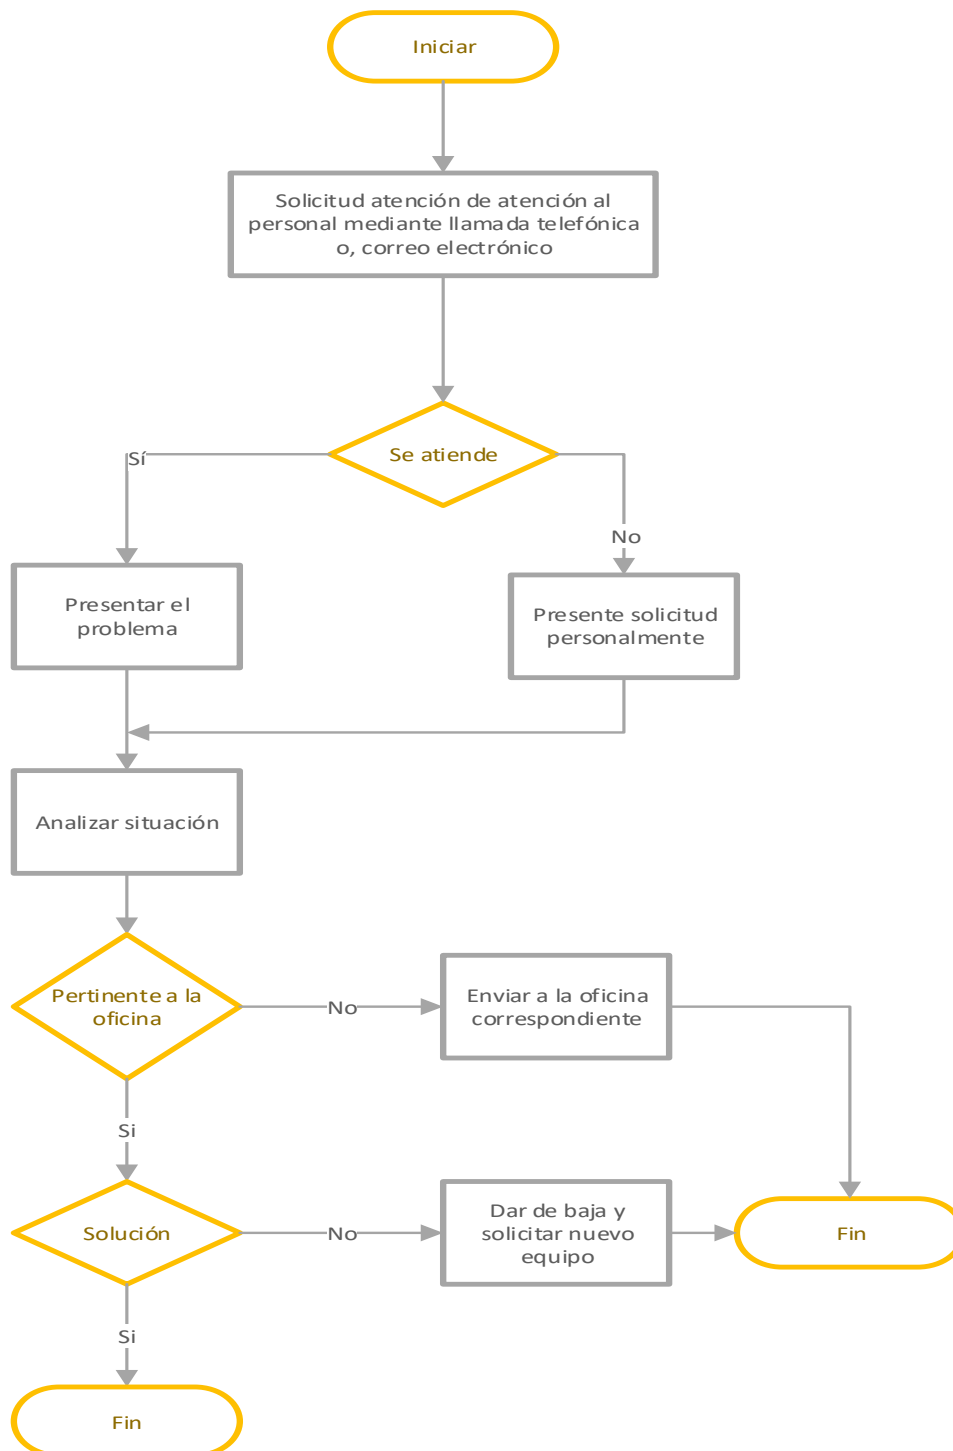 Iniciar
Solicitud atención de atención al
personal mediante llamada telefónica
o, correo electrónico
Se atiende
Sí
No
Presentar el
problema
Presente solicitud
personalmente
Analizar situación
Pertinente a la
oficina
No
Enviar a la oficina
correspondiente
Si
Solución
No
Dar de baja y
solicitar nuevo
equipo
Fin
Si
Fin